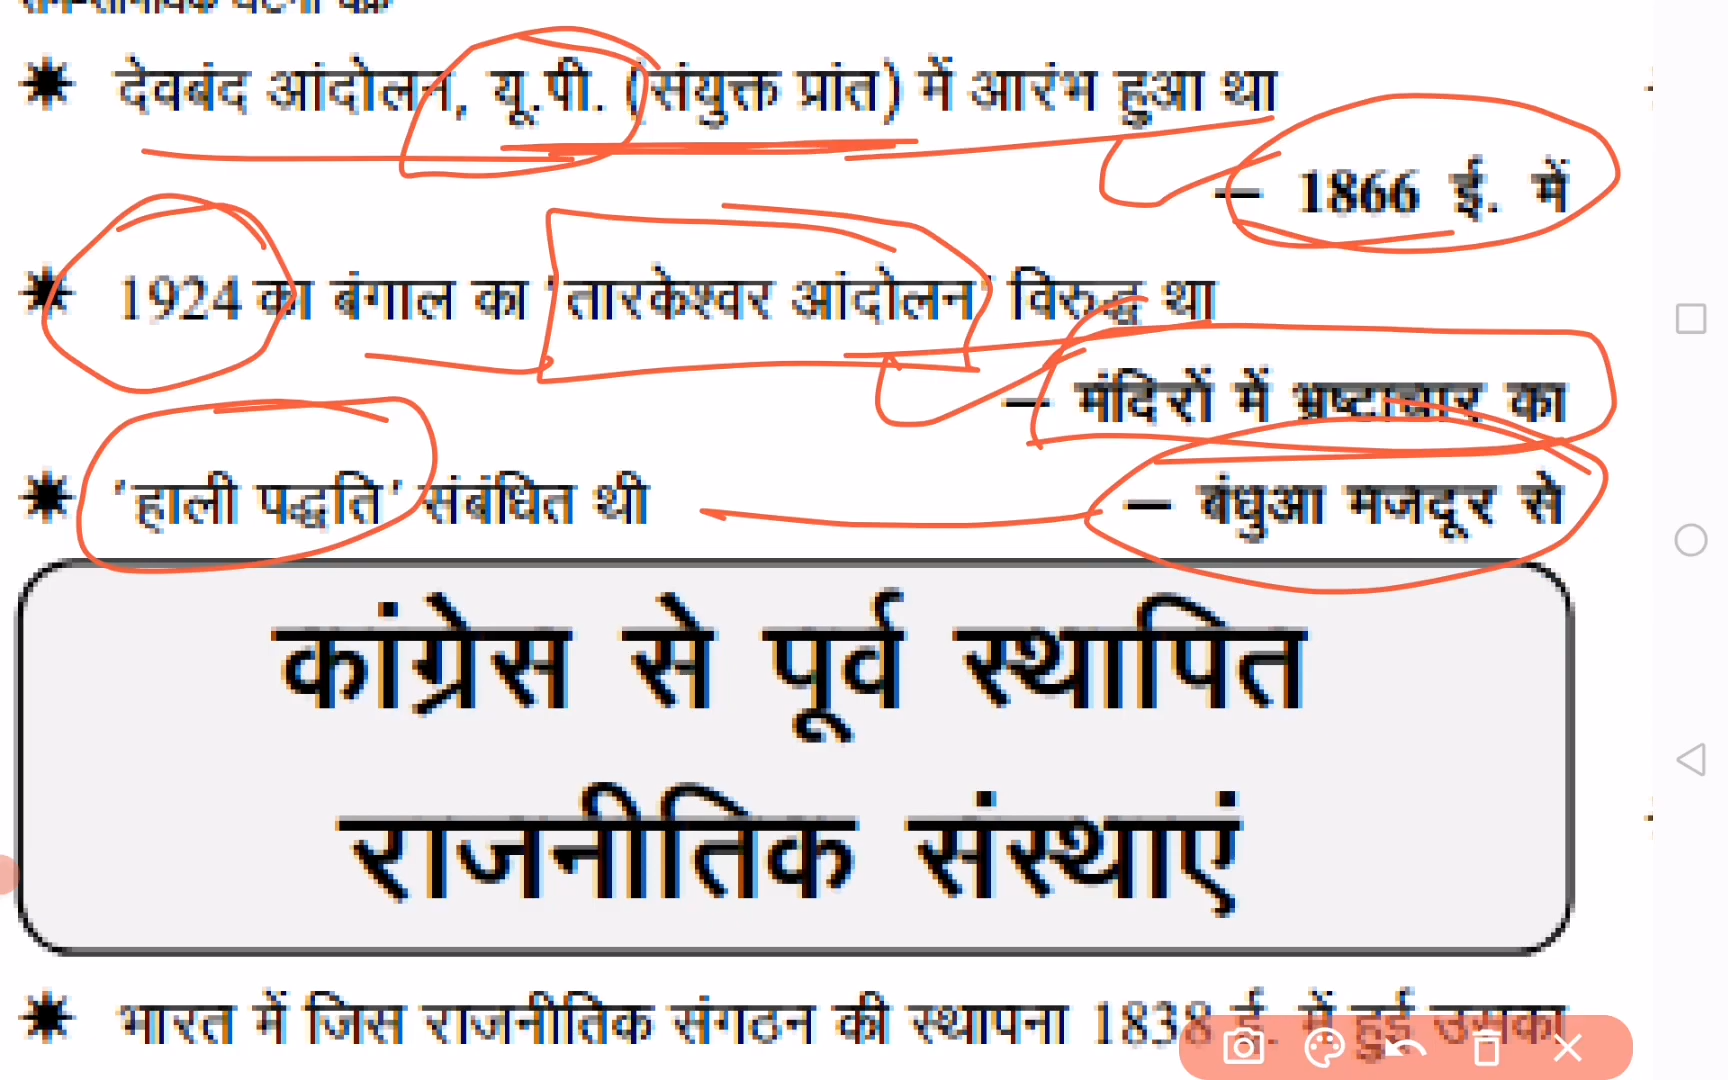 ✷ देवबंद आंदोलन, यू.पी. (संयुक्त प्रांत) में आरंभ हुआ था
– 1866 ई. में
✷ 1924 का बंगाल का 'तारकेश्वर आंदोलन' विरुद्ध था
– मंदिरों में भ्रष्टाचार का
✷ 'हाली पद्धति' संबंधित थी – बंधुआ मजदूर से
कांग्रेस से पूर्व स्थापित
राजनीतिक संस्थाएं
✷ भारत में जिस राजनीतिक संगठन की स्थापना 1838 ई. में हुई उसका